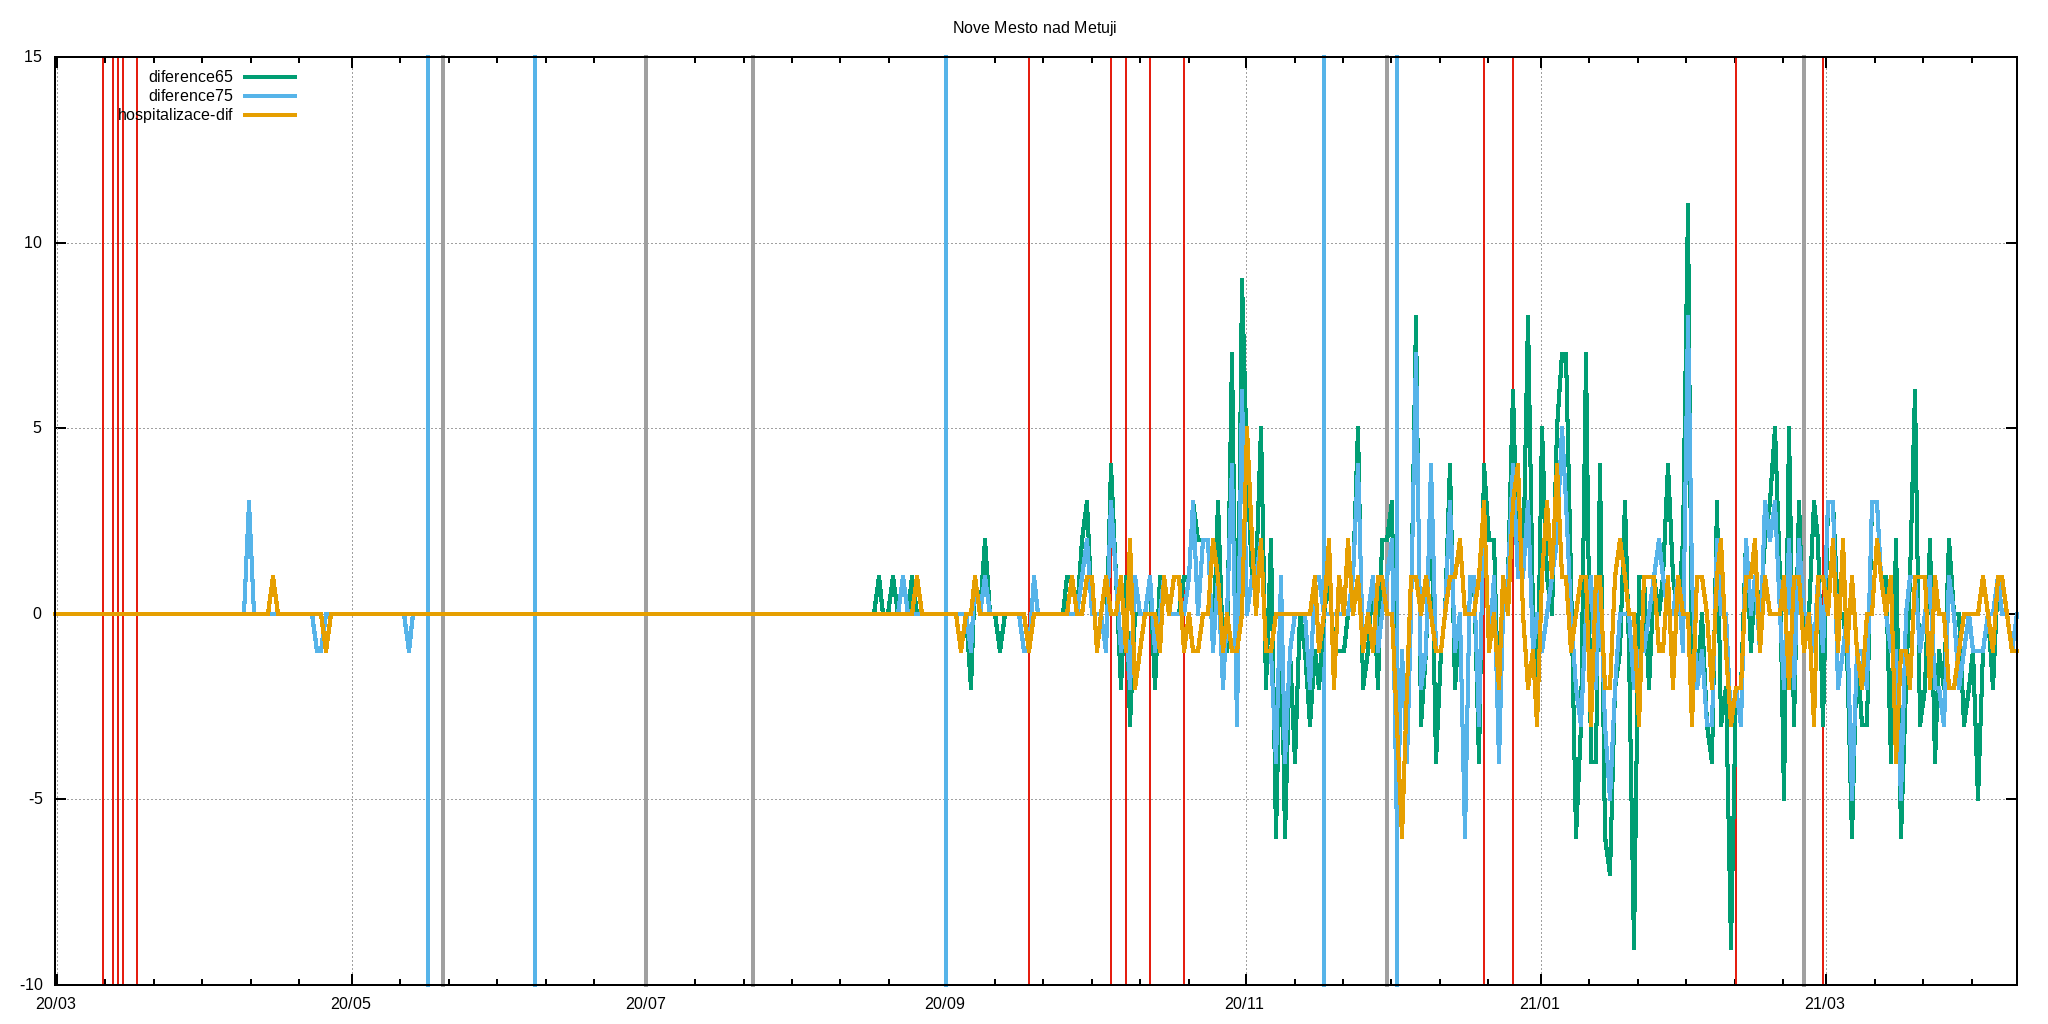 Nove Mesto nad Metuji
15
diference65
diference75
hospitalizace-dif
10
5
0
-5
-10
20/03 20/05 20/07 20/09 20/11 21/01 21/03